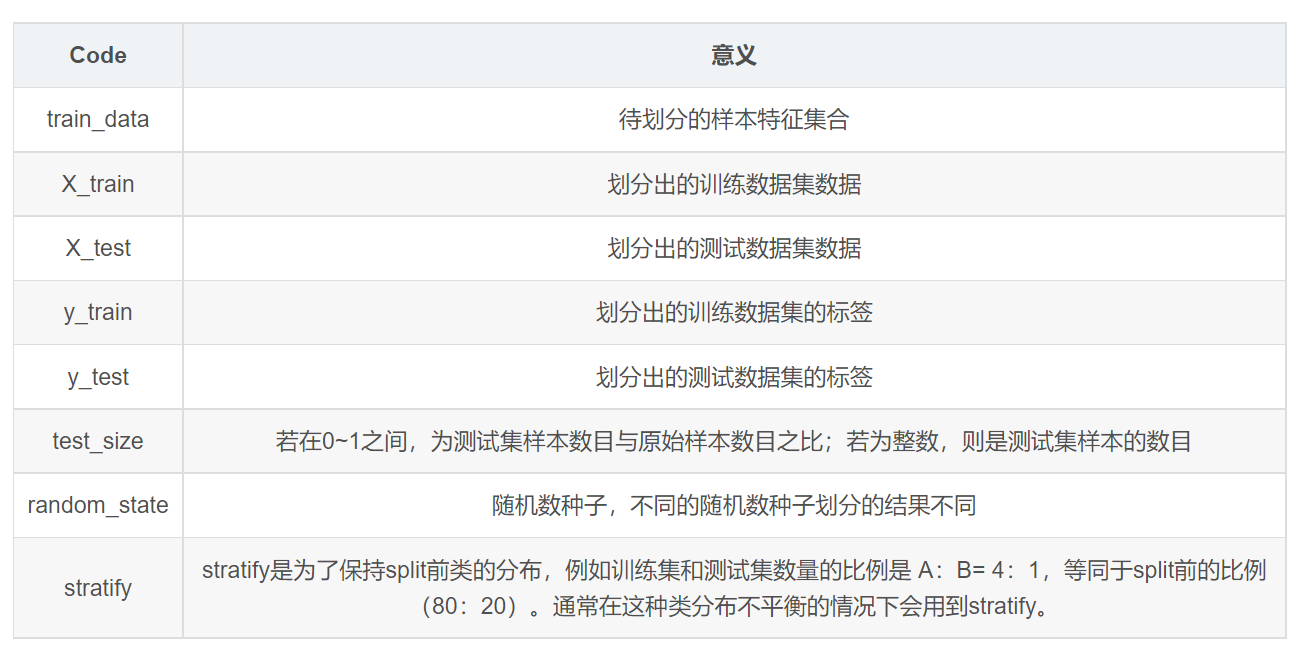 Code 意义
train_data 待划分的样本特征集合
X_train 划分出的训练数据集数据
X_test 划分出的测试数据集数据
y_train 划分出的训练数据集的标签
y_test 划分出的测试数据集的标签
test_size 若在0~1之间，为测试集样本数目与原始样本数目之比；若为整数，则是测试集样本的数目
random_state 随机数种子，不同的随机数种子划分的结果不同
stratify stratify是为了保持split前类的分布，例如训练集和测试集数量的比例是 A：B= 4：1，等同于split前的比例
（80：20）。通常在这种类分布不平衡的情况下会用到stratify。